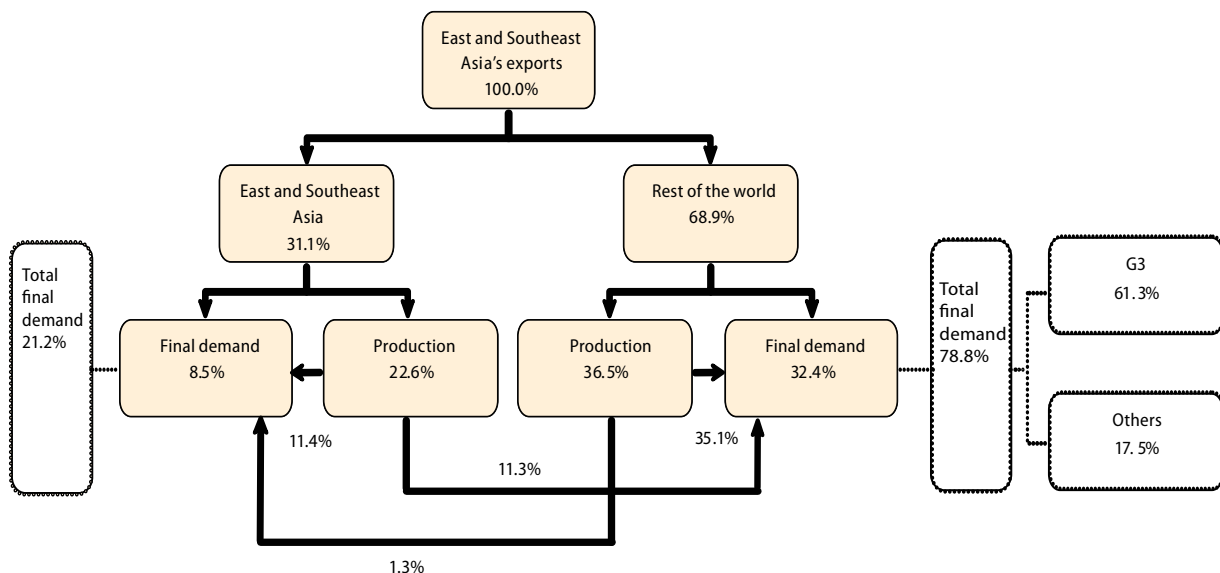 East and Southeast
Asia's exports
100.0%
East and Southeast
Asia
31.1%
Rest of the world
68.9%
Total
final
demand
21.2%
Final demand
8.5%
Production
22.6%
Production
36.5%
Final demand
32.4%
Total
final
demand
78.8%
G3
61.3%
Others
17.5%
11.4%
11.3%
35.1%
1.3%